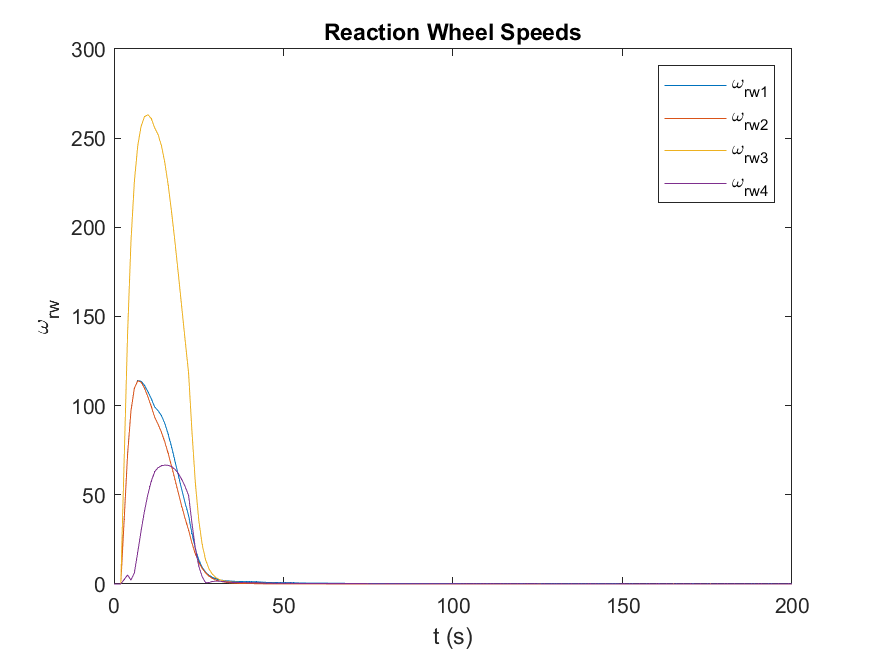 Reaction Wheel Speeds
300
250
200
150
100
50
0
ω_rw
ω_rw1
ω_rw2
ω_rw3
ω_rw4
0 50 100 150 200
t (s)